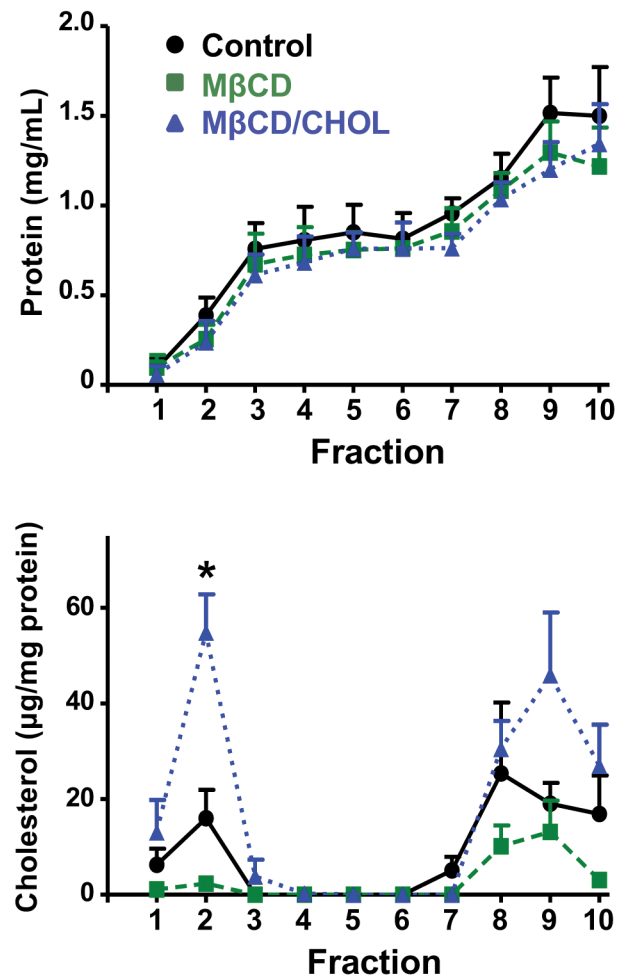 2.0
1.5
1.0
0.5
0
Protein (mg/mL)
Control
MβCD
MβCD/CHOL
1 2 3 4 5 6 7 8 9 10
Fraction
60
40
20
0
Cholesterol (µg/mg protein)
*
1 2 3 4 5 6 7 8 9 10
Fraction